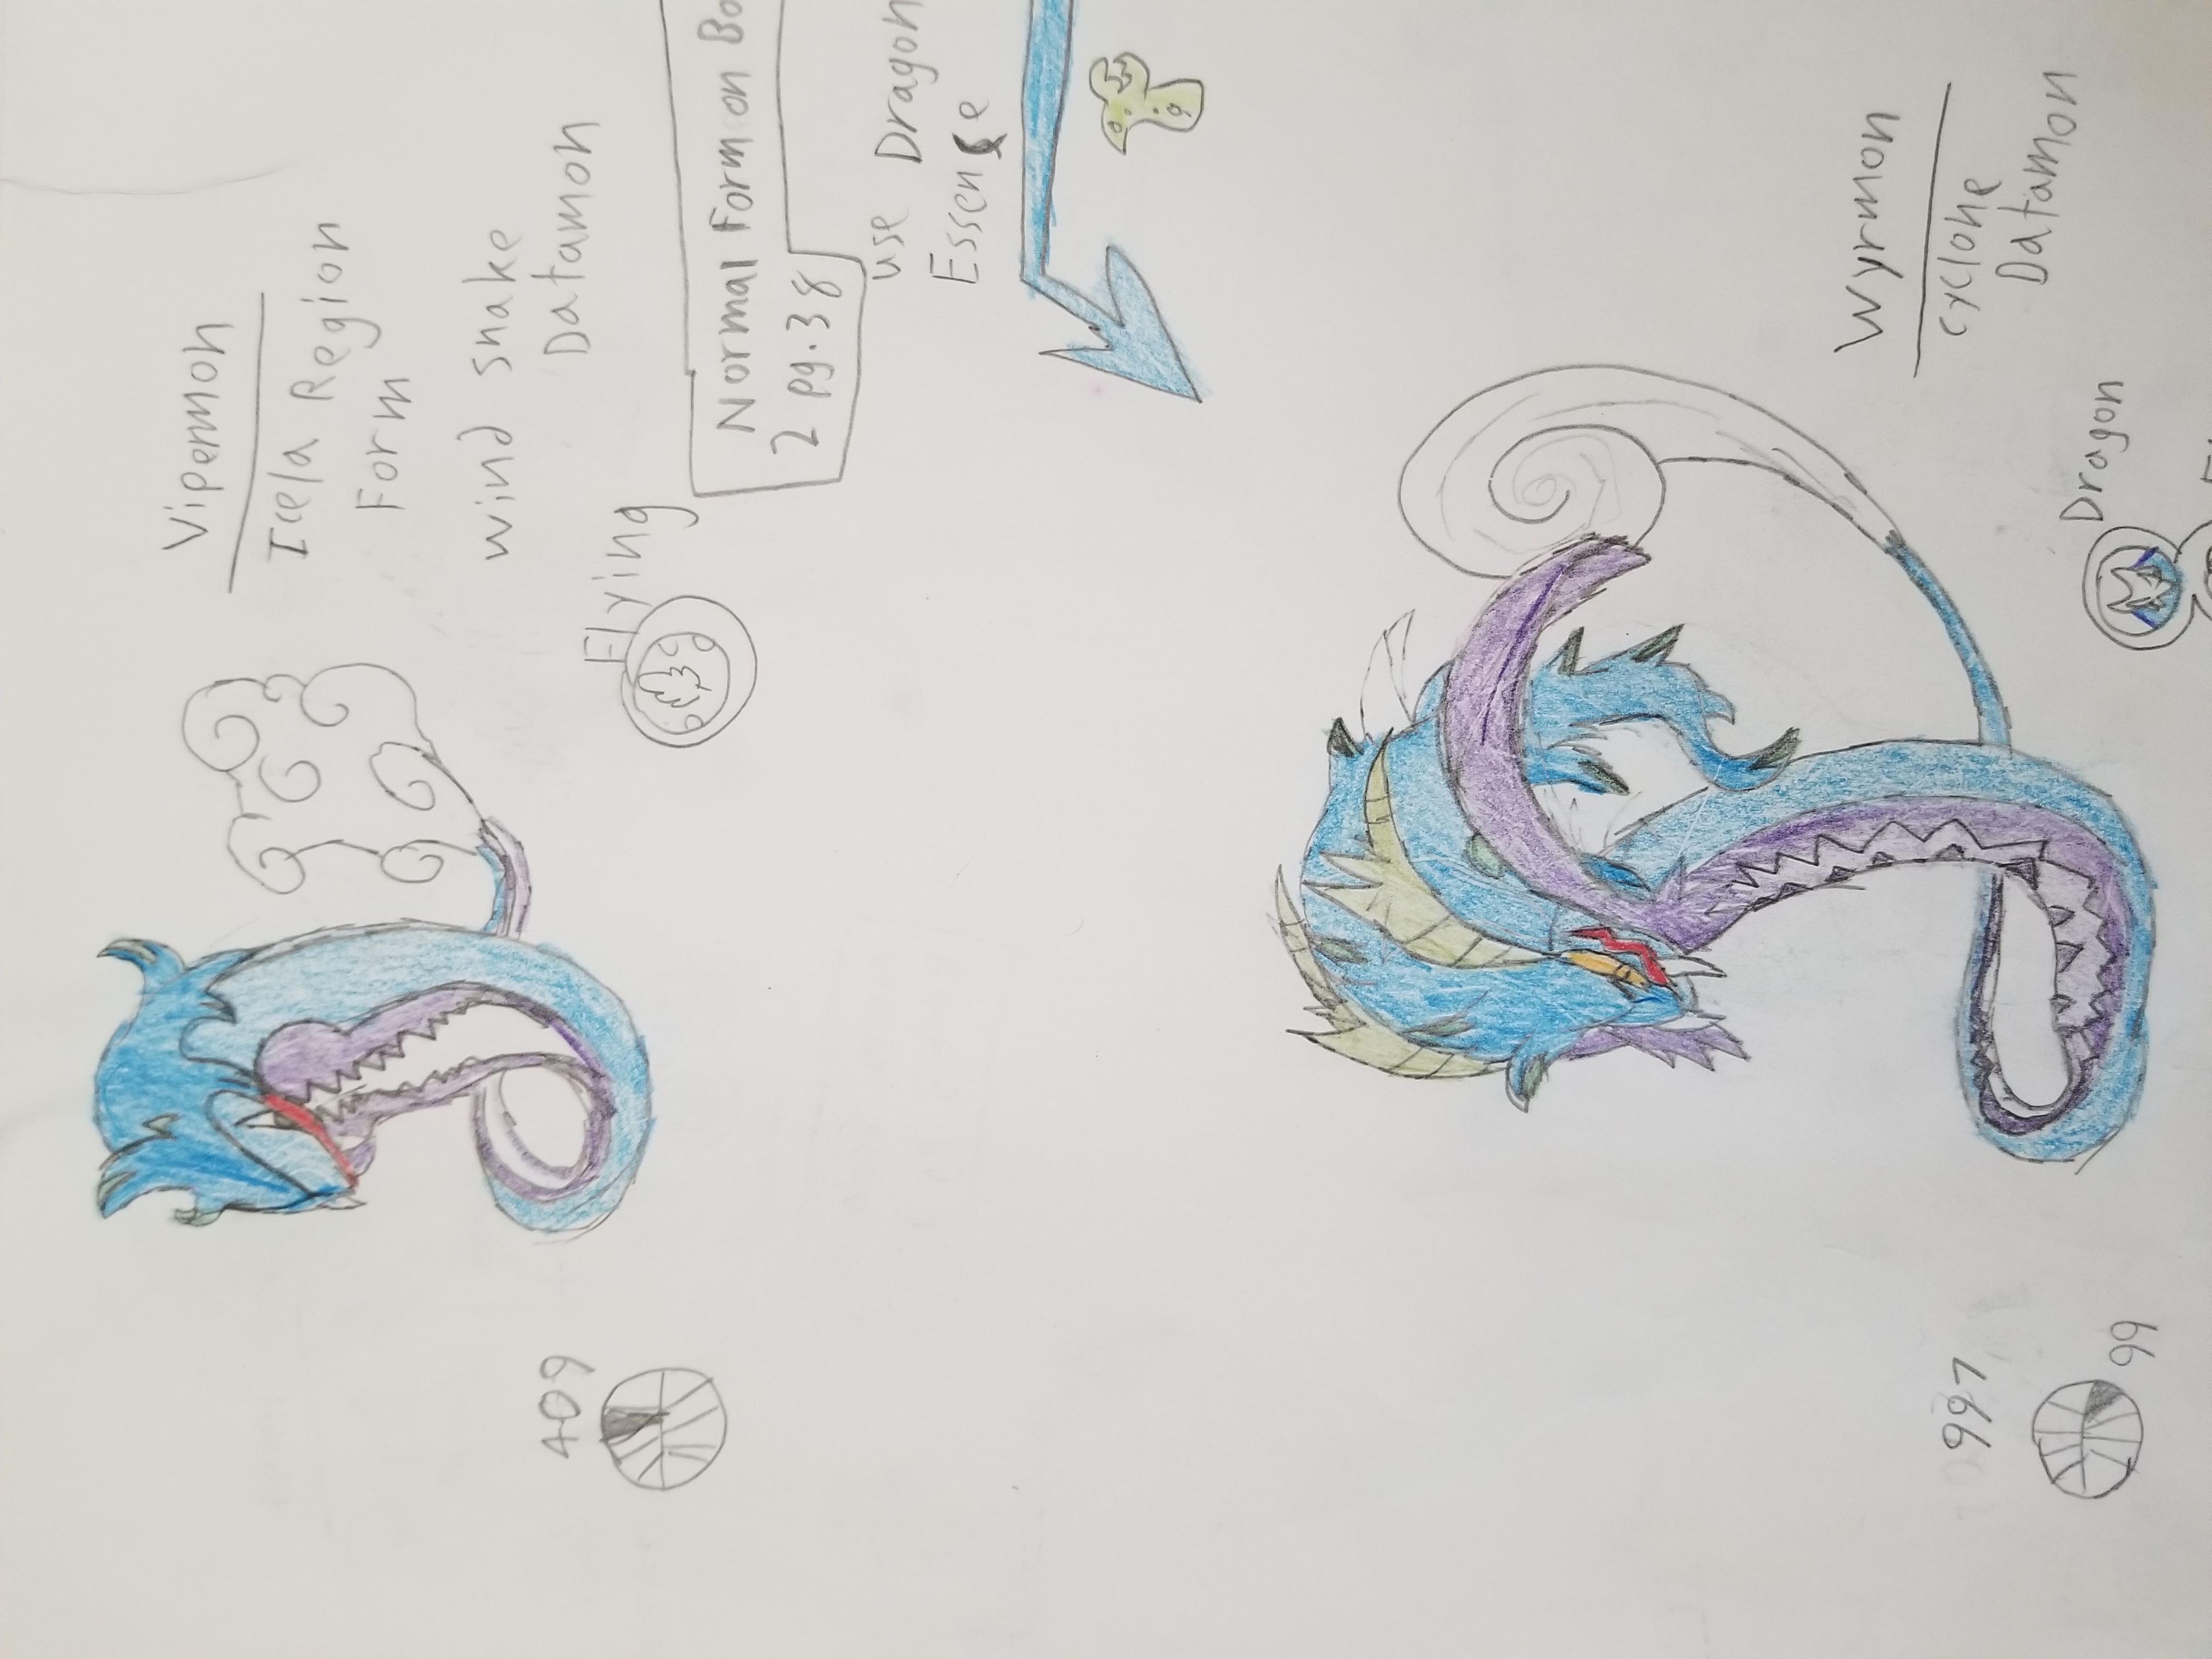 Vipermon
Icela Region
Form
wind snake
Datamon
409
Flying
Normal Form on Bo
2 pg.38
use Dragon
Essence
Wyrmon
cyclone
Datamon
997
99
Dragon